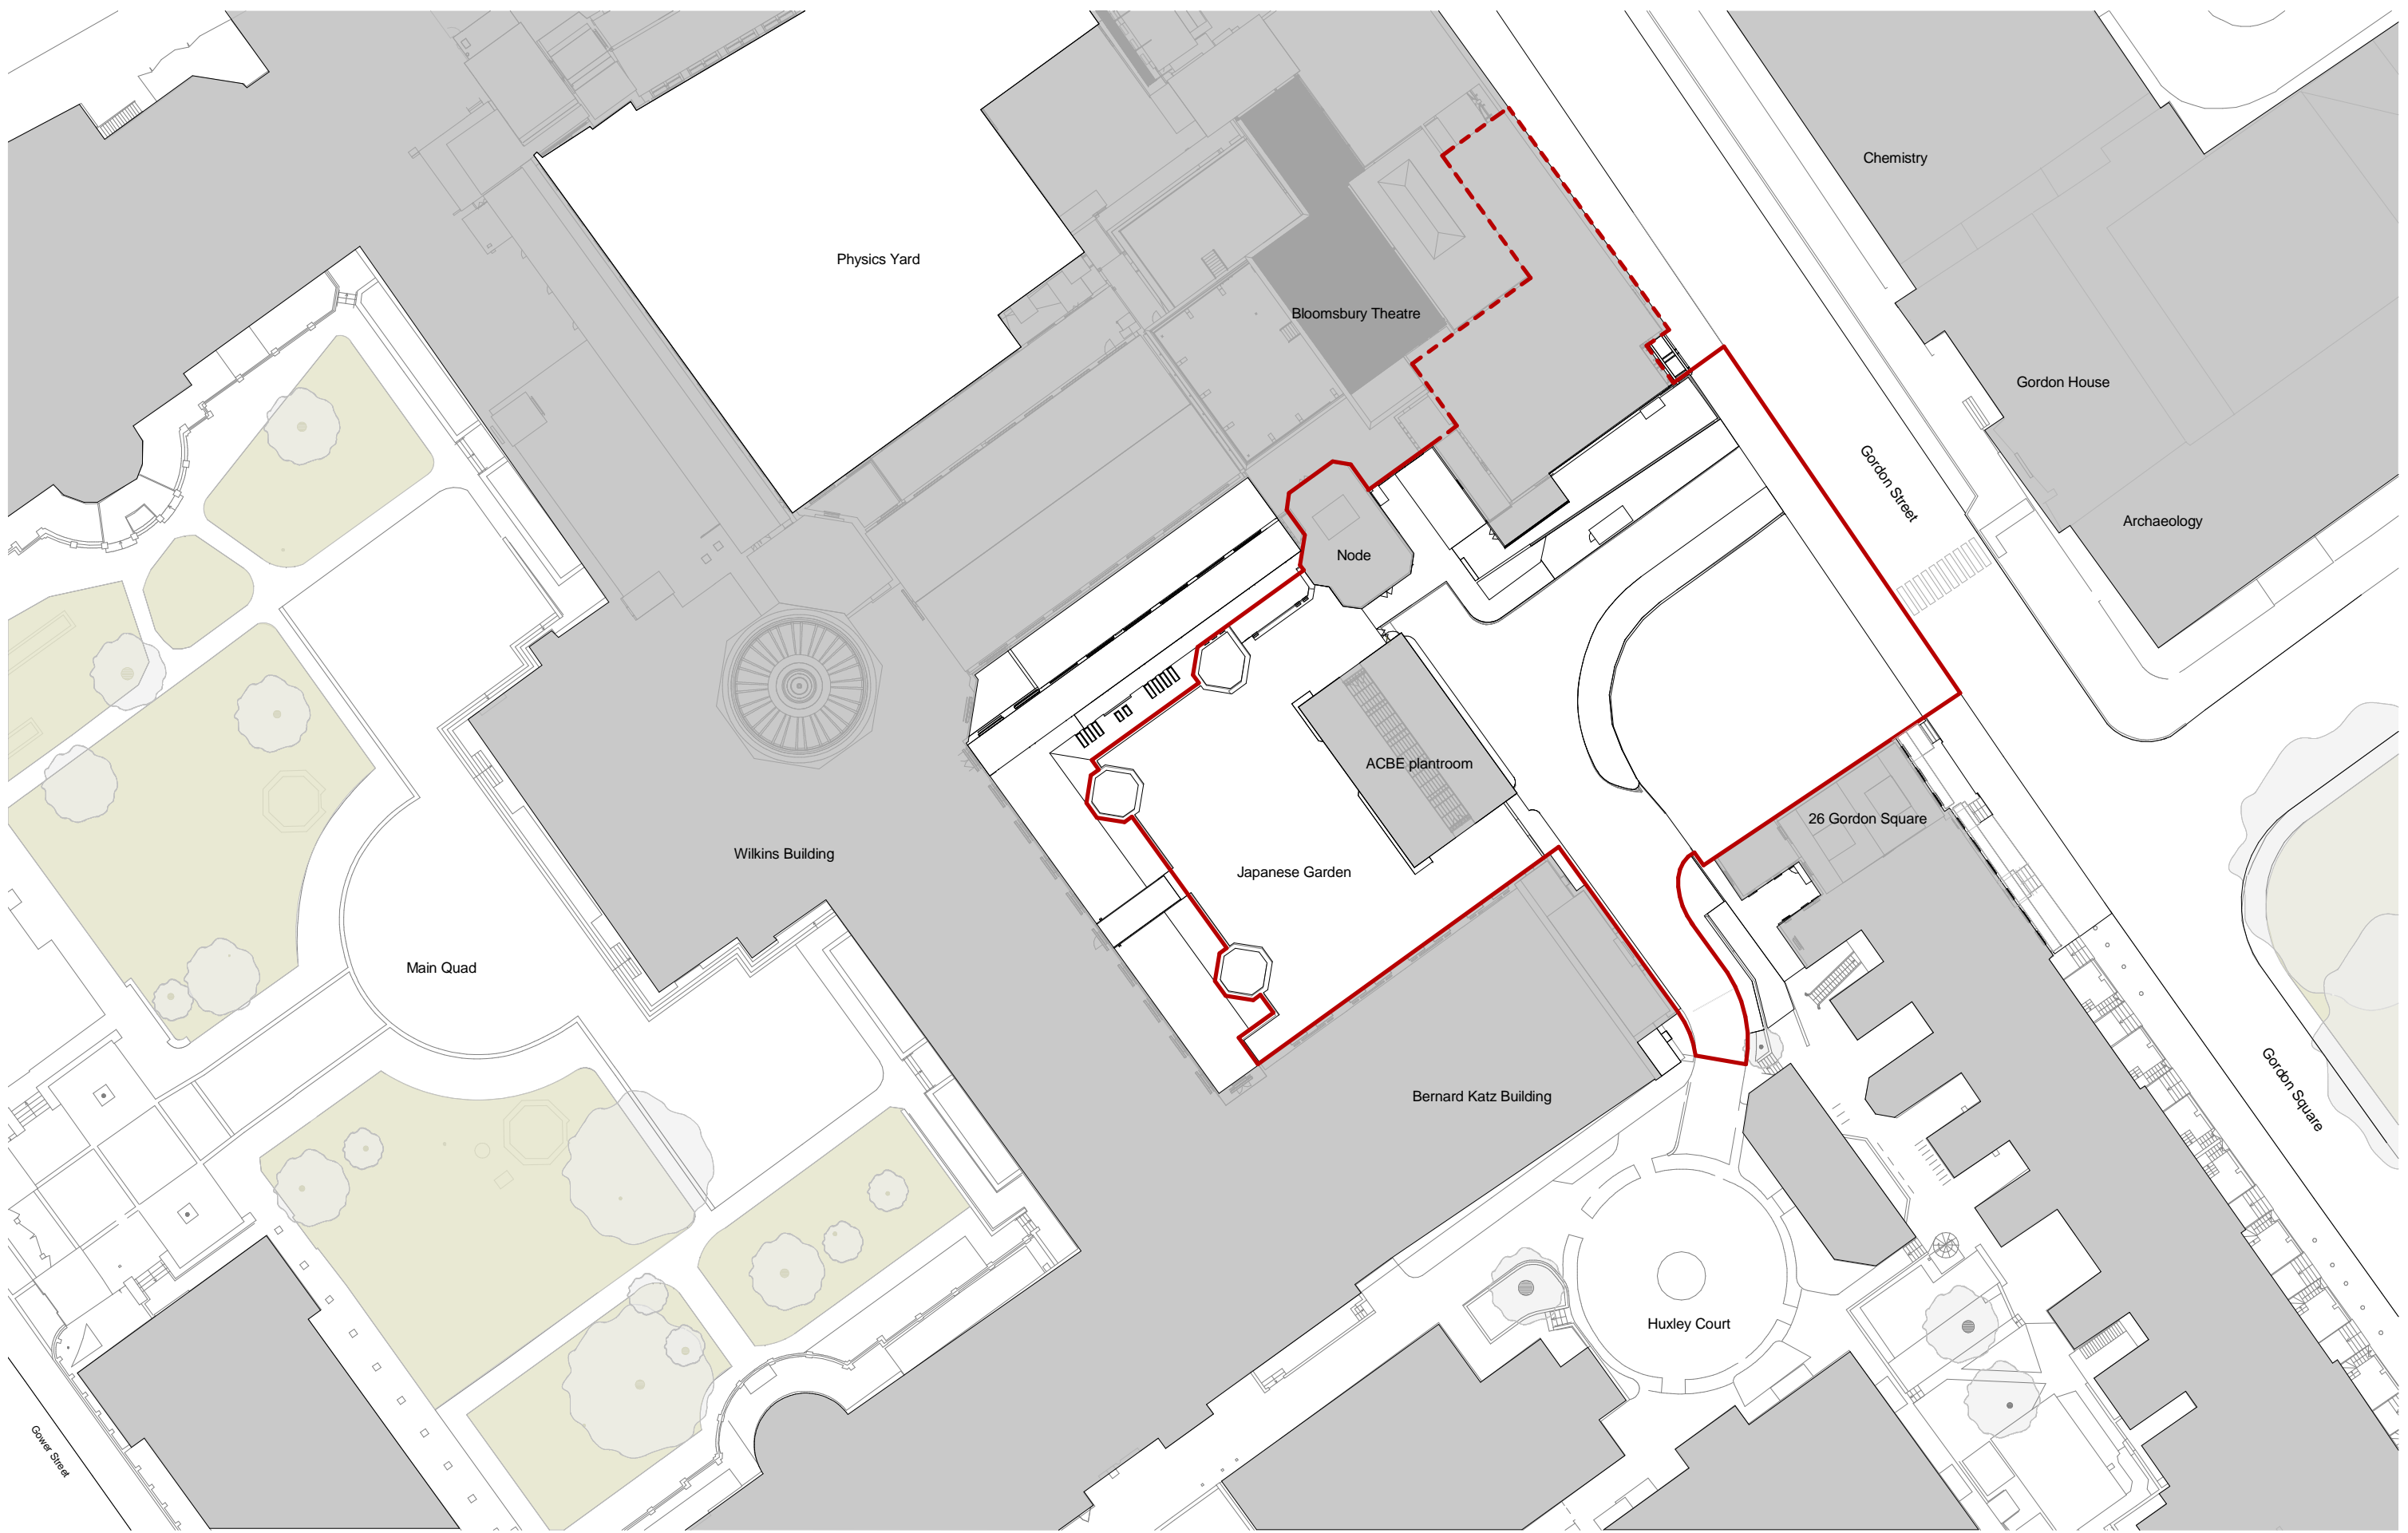 Chemistry
Physics Yard
Bloomsbury Theatre
Gordon House
Gordon Street
Archaeology
Node
ACBE plantroom
26 Gordon Square
Wilkins Building
Japanese Garden
Main Quad
Gordon Square
Bernard Katz Building
Huxley Court
Gower Street